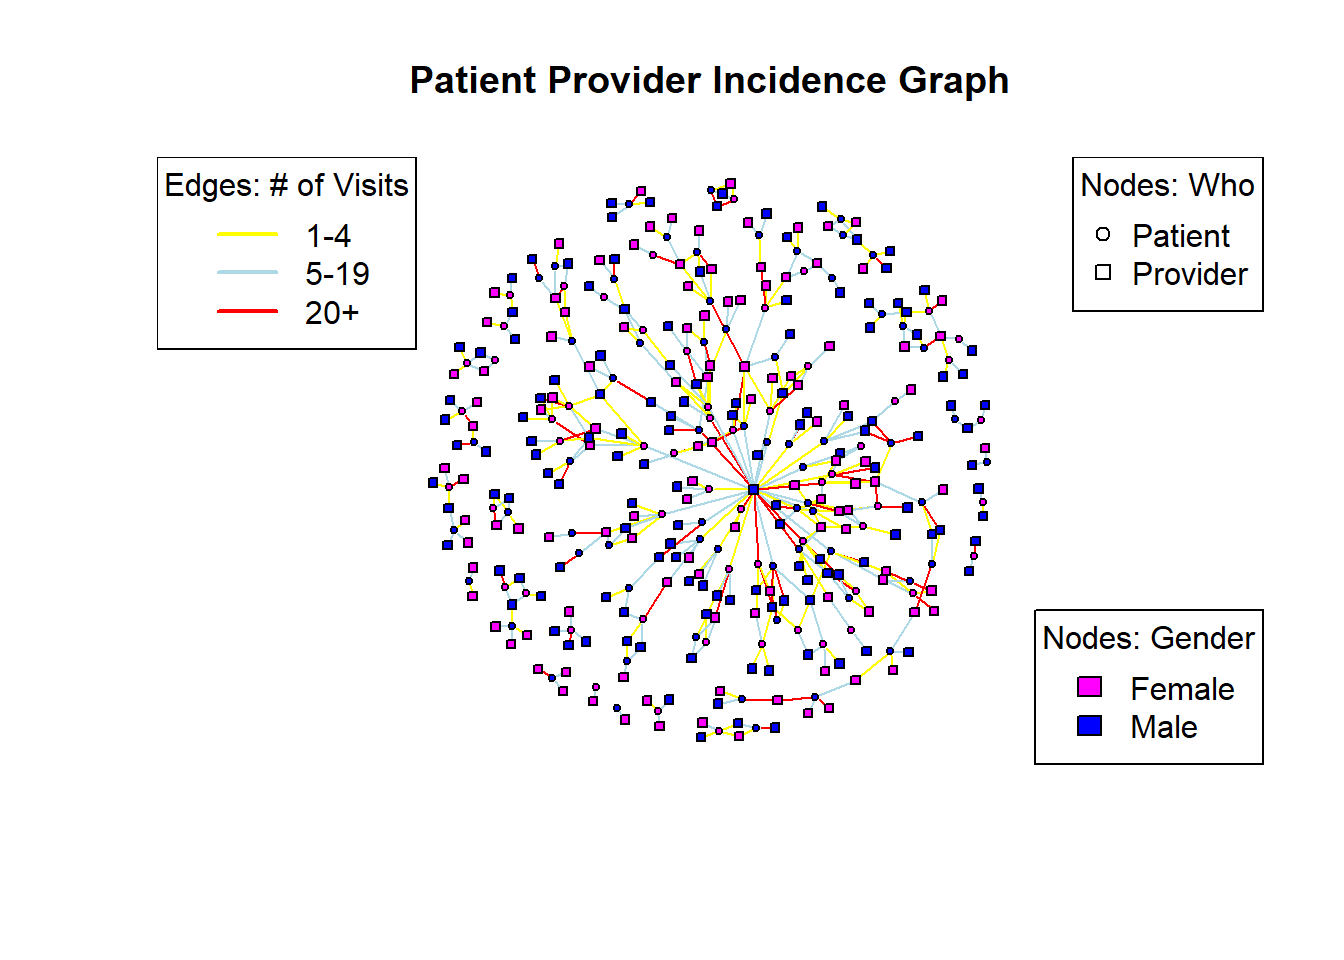 Patient Provider Incidence Graph
Edges: # of Visits
1-4
5-19
20+
Nodes: Who
Patient
Provider
Nodes: Gender
Female
Male